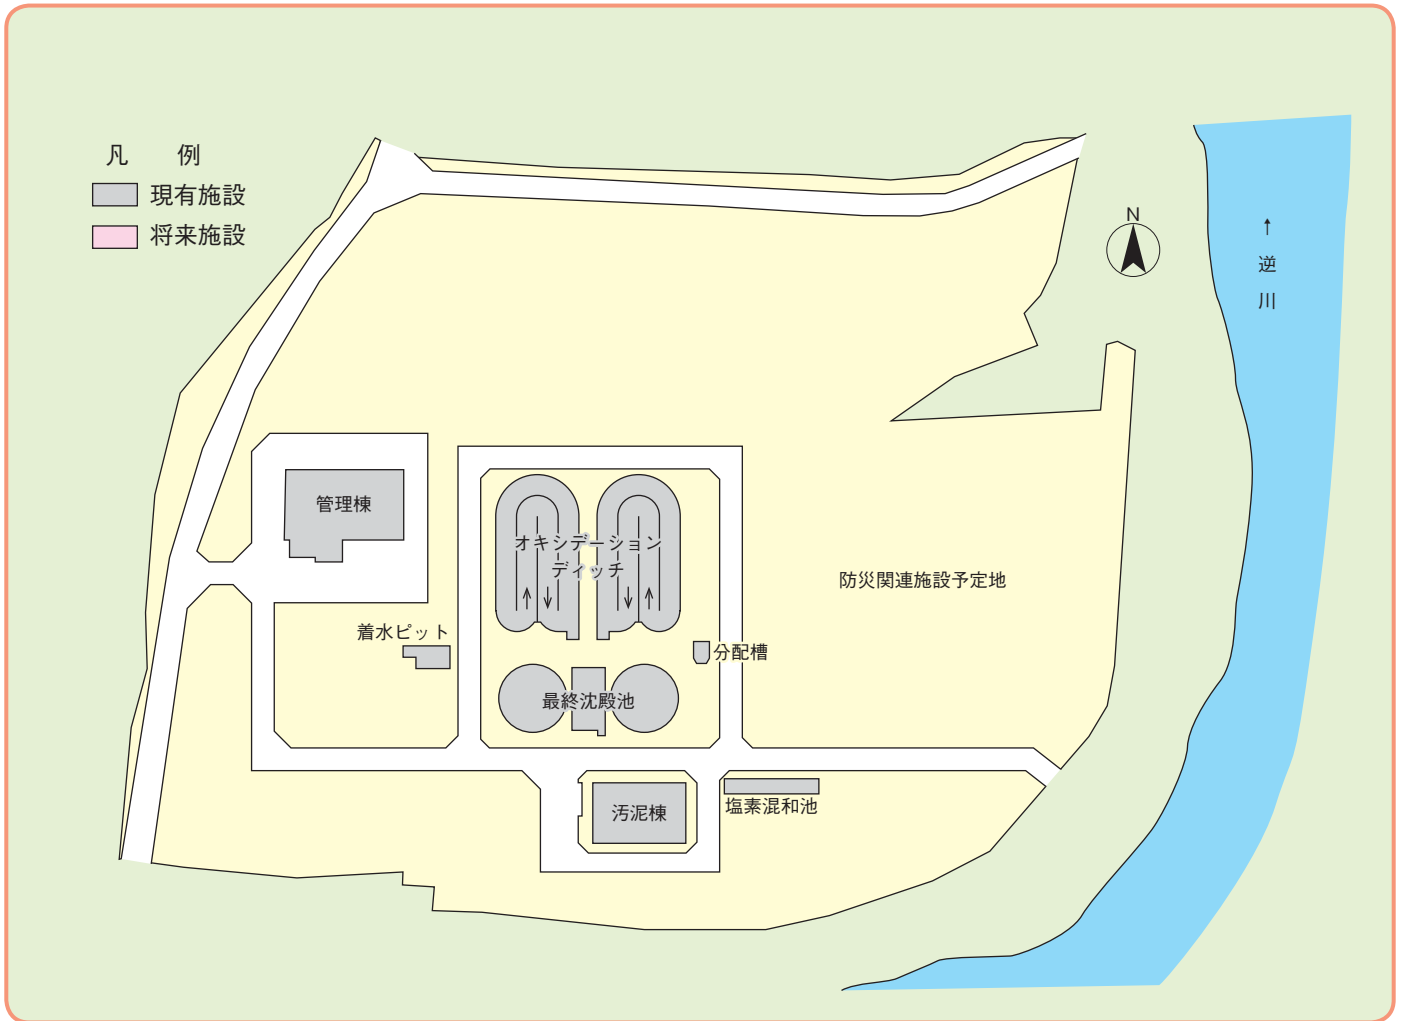 凡　例
現有施設
将来施設
N
↑
逆
川
管理棟
オキシデーション
ディッチ
防災関連施設予定地
着水ピット
分配槽
最終沈殿池
汚泥棟
塩素混和池